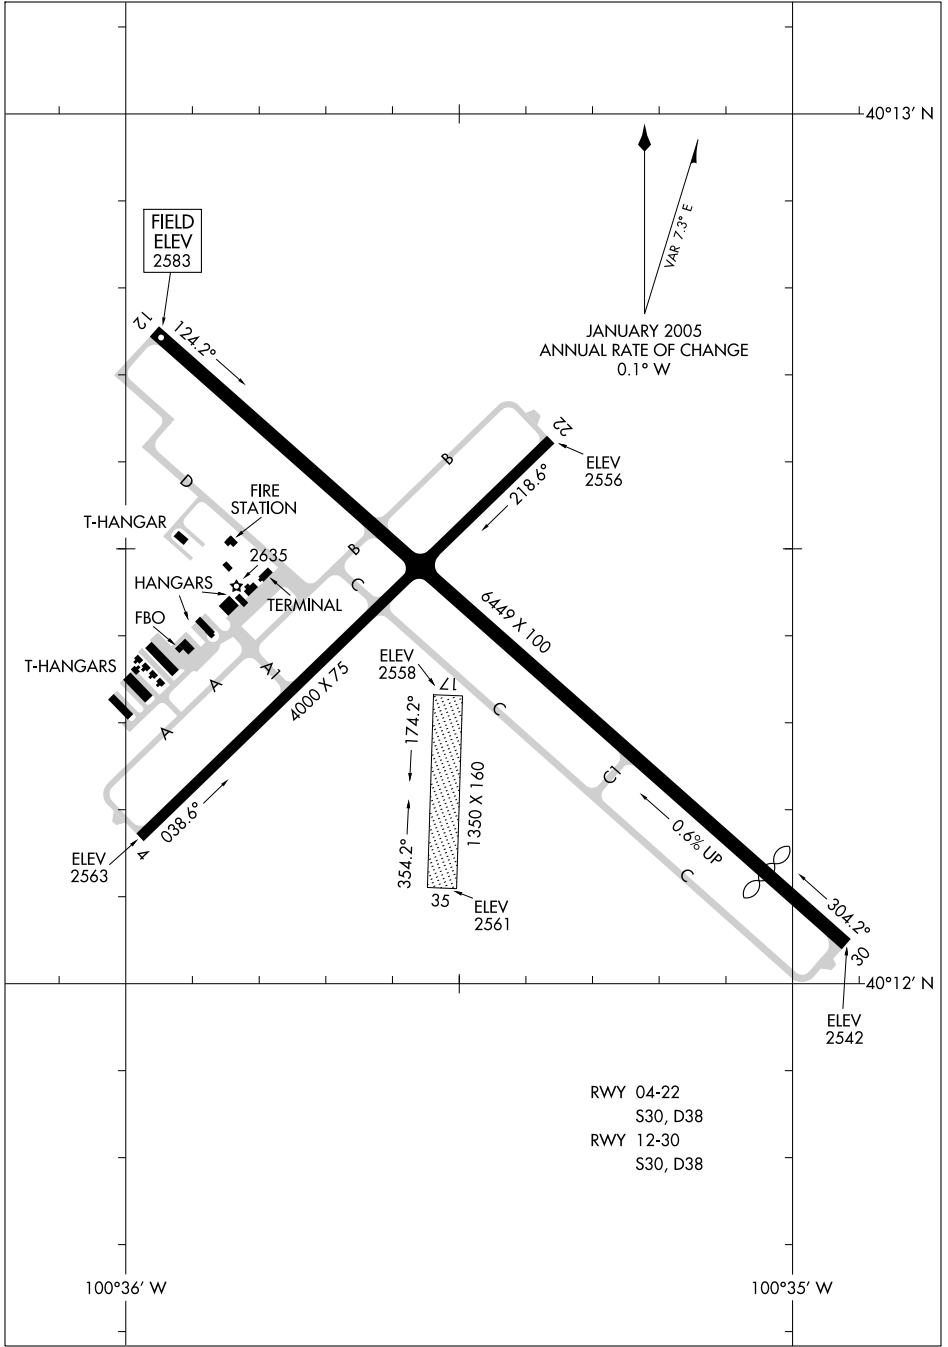 40°13' N
FIELD
ELEV
2583
VAR 7.3° E
JANUARY 2005
ANNUAL RATE OF CHANGE
0.1° W
12
124.2°
22
ELEV
2556
218.6°
B
B
D
FIRE
STATION
T-HANGAR
2635
HANGARS
TERMINAL
FBO
T-HANGARS
C
6449 X 100
ELEV
2558
17
A1
A
A
4000 X 75
174.2°
C
1350 X 160
C1
038.6°
4
ELEV
2563
354.2°
35
ELEV
2561
0.6% UP
C
304.2°
30
40°12' N
ELEV
2542
RWY 04-22
S30, D38
RWY 12-30
S30, D38
100°36' W
100°35' W